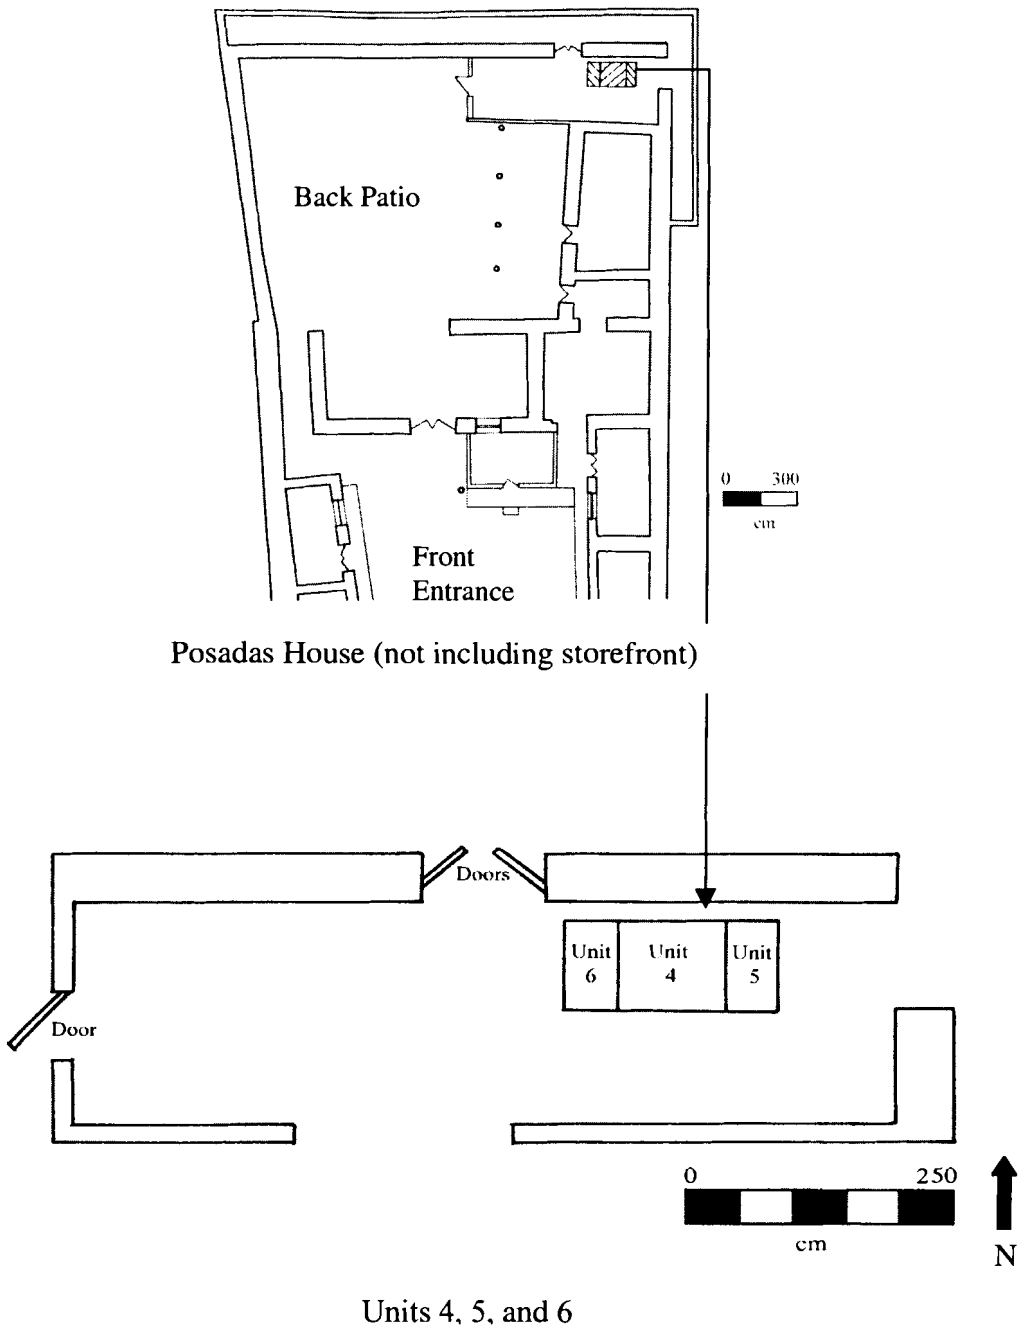 Back Patio
0 300
cm
Front
Entrance
Posadas House (not including storefront)
Doors
Unit
6
Unit
4
Unit
5
Door
0 250
cm
N
Units 4, 5, and 6